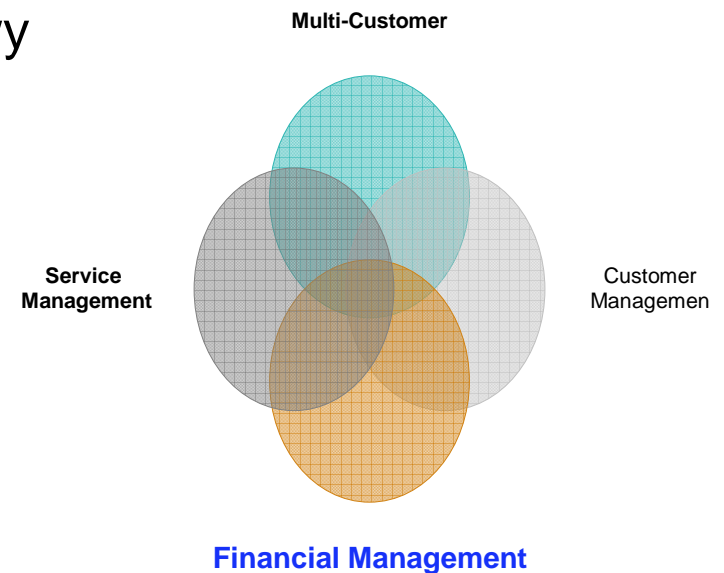 Multi-Customer
Service
Management
Customer
Managemen
Financial Management